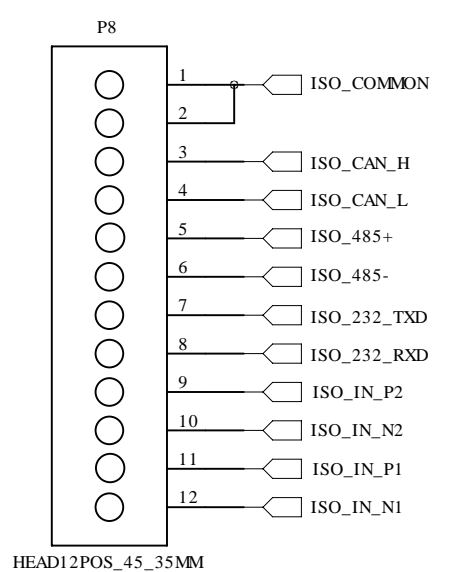 P8
1 ISO_COMMON
2
3 ISO_CAN_H
4 ISO_CAN_L
5 ISO_485+
6 ISO_485-
7 ISO_232_TXD
8 ISO_232_RXD
9 ISO_IN_P2
10 ISO_IN_N2
11 ISO_IN_P1
12 ISO_IN_N1
HEAD12POS_45_35MM